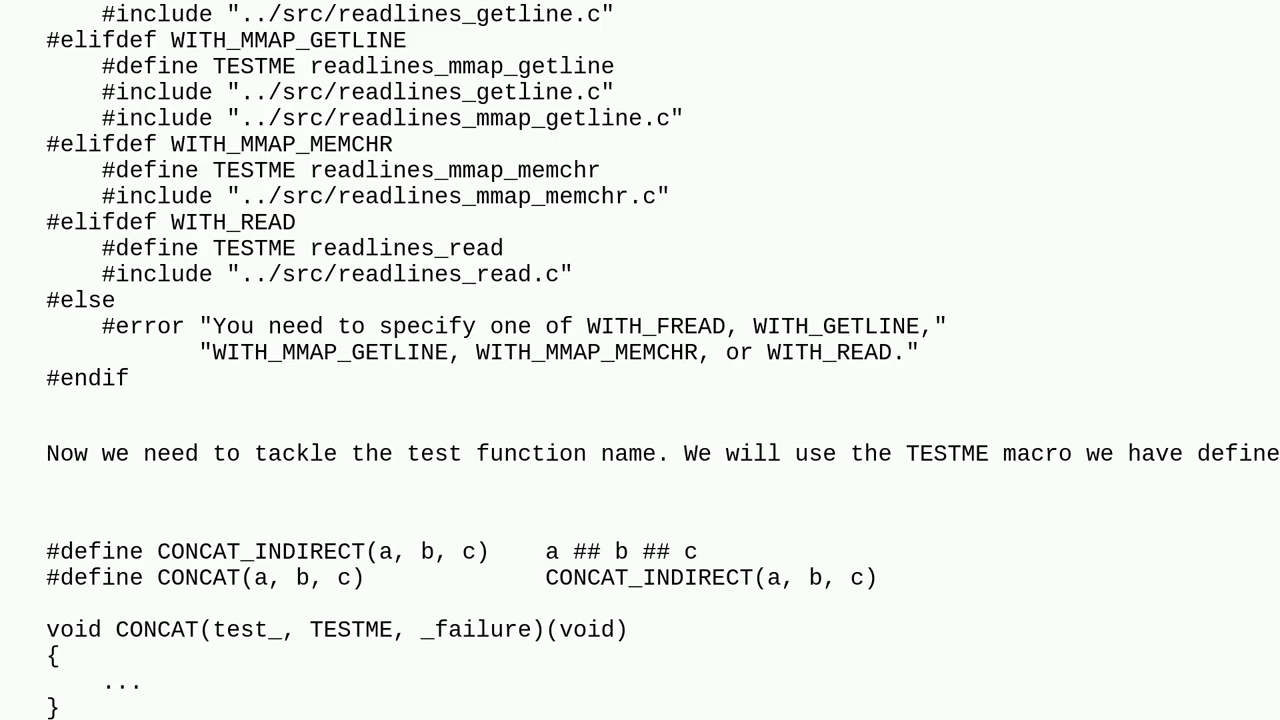 #include "../src/readlines_getline.c"
#elifdef WITH_MMAP_GETLINE
#define TESTME readlines_mmap_getline
#include "../src/readlines_getline.c"
#include "../src/readlines_mmap_getline.c"
#elifdef WITH_MMAP_MEMCHR
#define TESTME readlines_mmap_memchr
#include "../src/readlines_mmap_memchr.c"
#elifdef WITH_READ
#define TESTME readlines_read
#include "../src/readlines_read.c"
#else
#error "You need to specify one of WITH_FREAD, WITH_GETLINE,"
"WITH_MMAP_GETLINE, WITH_MMAP_MEMCHR, or WITH_READ."
#endif
Now we need to tackle the test function name. We will use the TESTME macro we have define
#define CONCAT_INDIRECT(a, b, c)    a ## b ## c
#define CONCAT(a, b, c)             CONCAT_INDIRECT(a, b, c)
void CONCAT(test_, TESTME, _failure)(void)
{
...
}